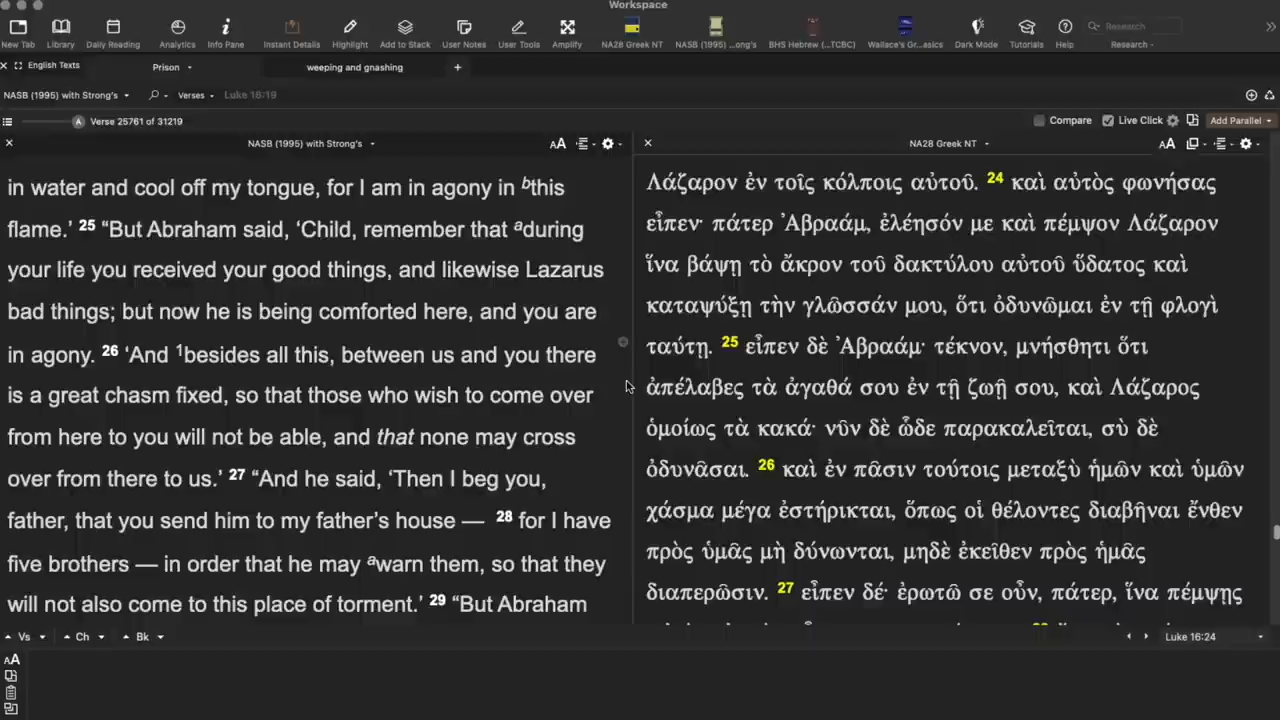 Workspace
New Tab Library Daily Reading Analytics Info Pane Instant Details Highlight Add to Stack User Notes User Tools Amplify NA28 Greek NT NASB (1995) ...ong's BHS Hebrew (...TCBC) Wallace's Gr...asics Dark Mode Tutorials Help Research
Research
English Texts Prison weeping and gnashing +
NASB (1995) with Strong's Verses Luke 16:19
Verse 25761 of 31219 Compare Live Click Add Parallel
NASB (1995) with Strong's
in water and cool off my tongue, for I am in agony in bthis
flame.’ 25 “But Abraham said, ‘Child, remember that aduring
your life you received your good things, and likewise Lazarus
bad things; but now he is being comforted here, and you are
in agony. 26 ‘And 1besides all this, between us and you there
is a great chasm fixed, so that those who wish to come over
from here to you will not be able, and that none may cross
over from there to us.’ 27 “And he said, ‘Then I beg you,
father, that you send him to my father’s house — 28 for I have
five brothers — in order that he may awarn them, so that they
will not also come to this place of torment.’ 29 “But Abraham
NA28 Greek NT
Λάζαρον ἐν τοῖς κόλποις αὐτοῦ. 24 καὶ αὐτὸς φωνήσας
εἶπεν· πάτερ Ἀβραάμ, ἐλέησόν με καὶ πέμψον Λάζαρον
ἵνα βάψῃ τὸ ἄκρον τοῦ δακτύλου αὐτοῦ ὕδατος καὶ
καταψύξῃ τὴν γλῶσσάν μου, ὅτι ὀδυνῶμαι ἐν τῇ φλογὶ
ταύτῃ. 25 εἶπεν δὲ Ἀβραάμ· τέκνον, μνήσθητι ὅτι
ἀπέλαβες τὰ ἀγαθά σου ἐν τῇ ζωῇ σου, καὶ Λάζαρος
ὁμοίως τὰ κακά· νῦν δὲ ὧδε παρακαλεῖται, σὺ δὲ
ὀδυνᾶσαι. 26 καὶ ἐν πᾶσιν τούτοις μεταξὺ ἡμῶν καὶ ὑμῶν
χάσμα μέγα ἐστήρικται, ὅπως οἱ θέλοντες διαβῆναι ἔνθεν
πρὸς ὑμᾶς μὴ δύνωνται, μηδὲ ἐκεῖθεν πρὸς ἡμᾶς
διαπερῶσιν. 27 εἶπεν δέ· ἐρωτῶ σε οὖν, πάτερ, ἵνα πέμψῃς
Vs Ch Bk Luke 16:24